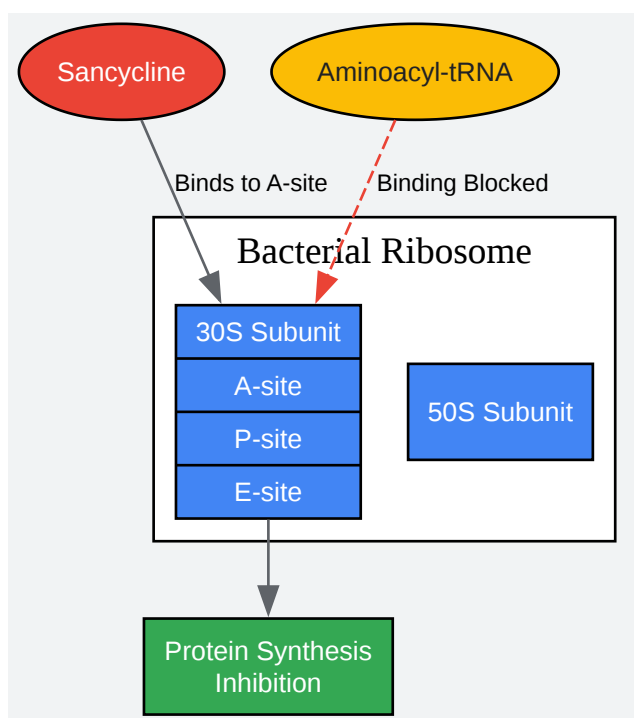 Sancycline
Aminoacyl-tRNA
Binds to A-site
Binding Blocked
Bacterial Ribosome
30S Subunit
A-site
P-site
E-site
50S Subunit
Protein Synthesis
Inhibition